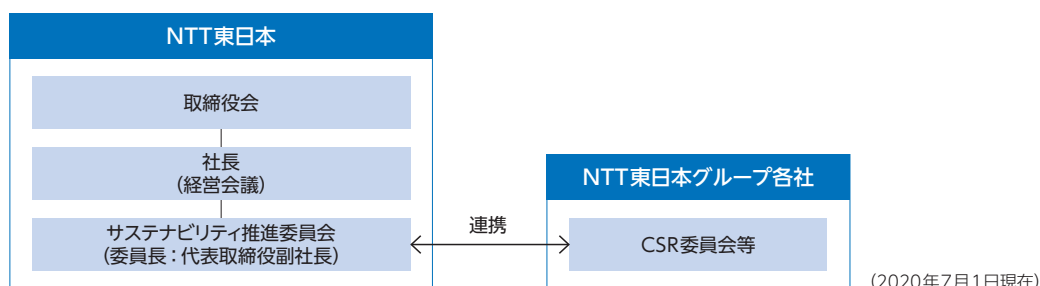 NTT東日本
取締役会
社長
(経営会議)
サステナビリティ推進委員会
(委員長:代表取締役副社長)
連携
NTT東日本グループ各社
CSR委員会等
(2020年7月1日現在)